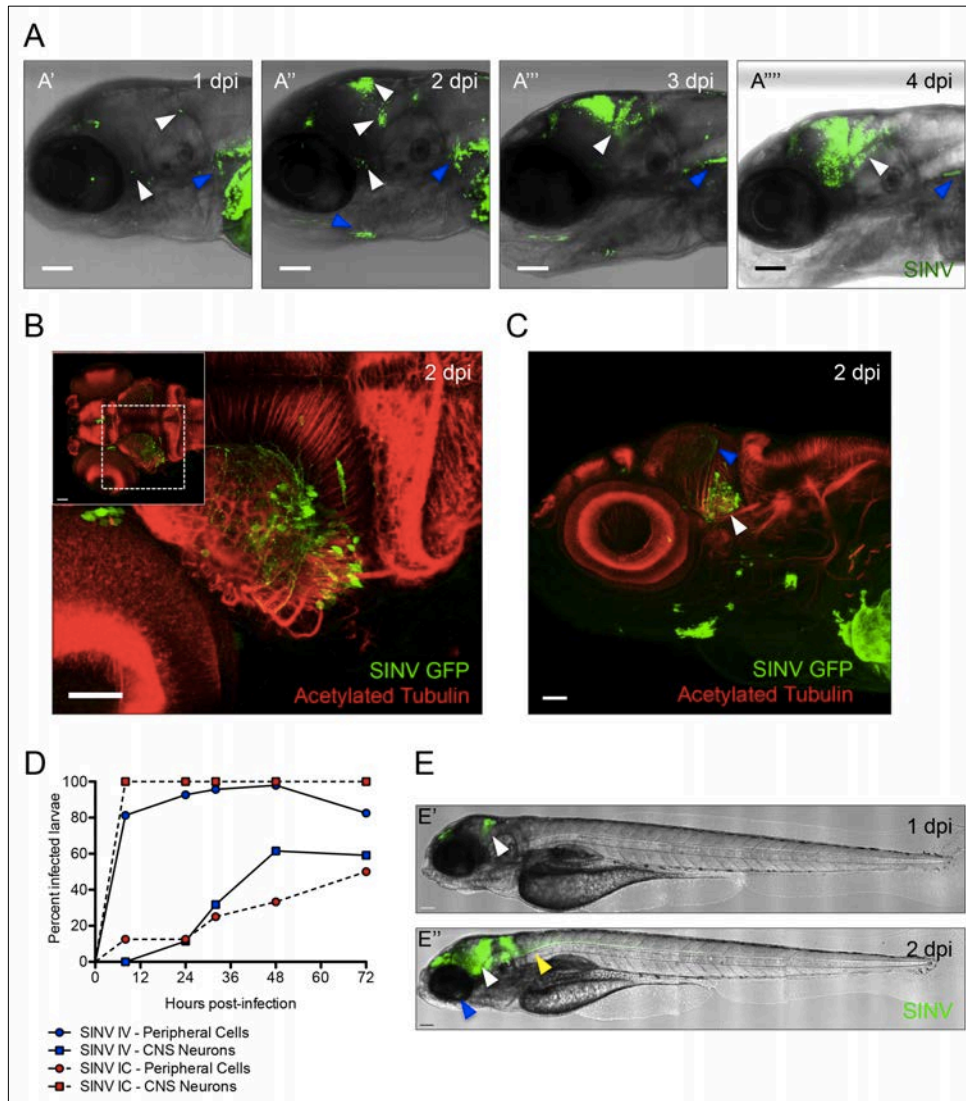 A
A' 1 dpi
A'' 2 dpi
A''' 3 dpi
A'''' 4 dpi
SINV
B
2 dpi
SINV GFP
Acetylated Tubulin
C
2 dpi
SINV GFP
Acetylated Tubulin
D
Percent infected larvae
100
80
60
40
20
0
0 12 24 36 48 60 72
Hours post-infection
SINV IV - Peripheral Cells
SINV IV - CNS Neurons
SINV IC - Peripheral Cells
SINV IC - CNS Neurons
E
E' 1 dpi
E'' 2 dpi
SINV